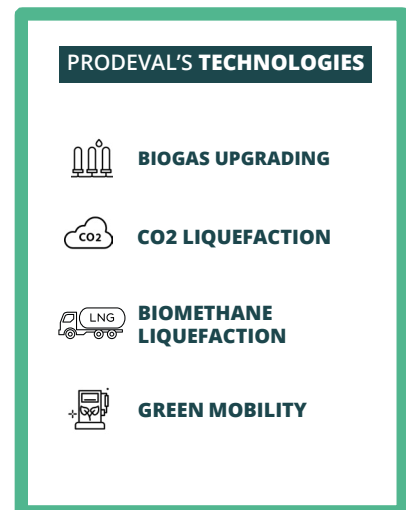 PRODEVAL'S TECHNOLOGIES
BIOGAS UPGRADING
CO2
CO2 LIQUEFACTION
LNG
BIOMETHANE
LIQUEFACTION
GREEN MOBILITY